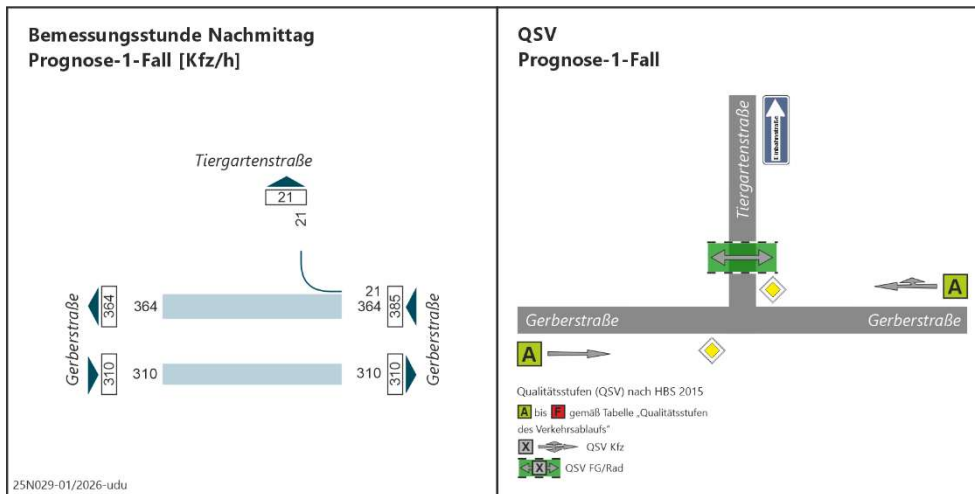 Bemessungsstunde Nachmittag
Prognose-1-Fall [Kfz/h]
Tiergartenstraße
21
21
Gerberstraße
364
364
21
364
385
Gerberstraße
310
310
310
310
25N029-01/2026-udu
QSV
Prognose-1-Fall
Einbahnstraße
Tiergartenstraße
A
Gerberstraße
Gerberstraße
A
Qualitätsstufen (QSV) nach HBS 2015
A bis F gemäß Tabelle „Qualitätsstufen
des Verkehrsablaufs“
X QSV Kfz
X QSV FG/Rad